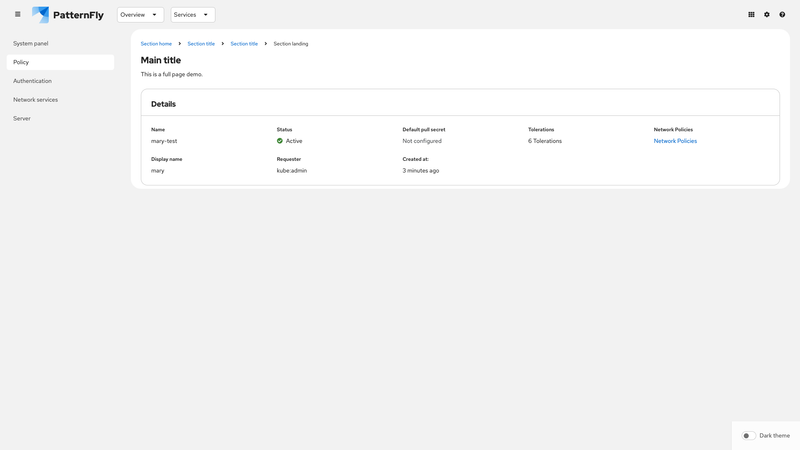 PatternFly
Overview
Services
System panel
Policy
Authentication
Network services
Server
Section home
Section title
Section title
Section landing
Main title
This is a full page demo.
Details
Name
mary-test
Status
Active
Default pull secret
Not configured
Tolerations
6 Tolerations
Network Policies
Network Policies
Display name
mary
Requester
kube:admin
Created at:
3 minutes ago
Dark theme